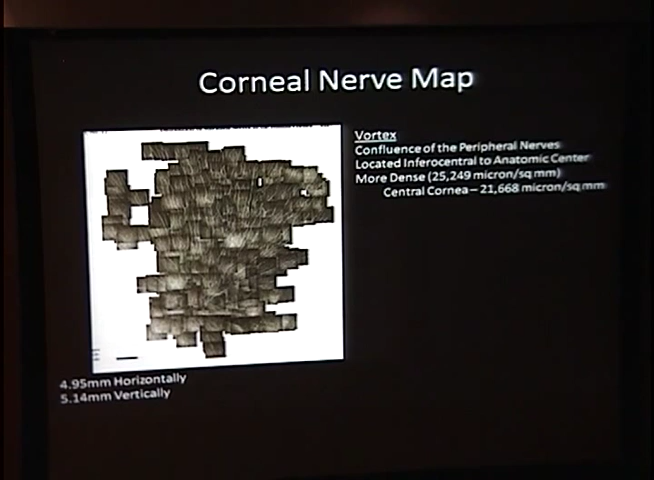 Corneal Nerve Map
Vortex
Confluence of the Peripheral Nerves
Located Inferocentral to Anatomic Center
More Dense (25,249 micron/sq mm)
Central Cornea – 21,668 micron/sq mm
4.95mm Horizontally
5.14mm Vertically